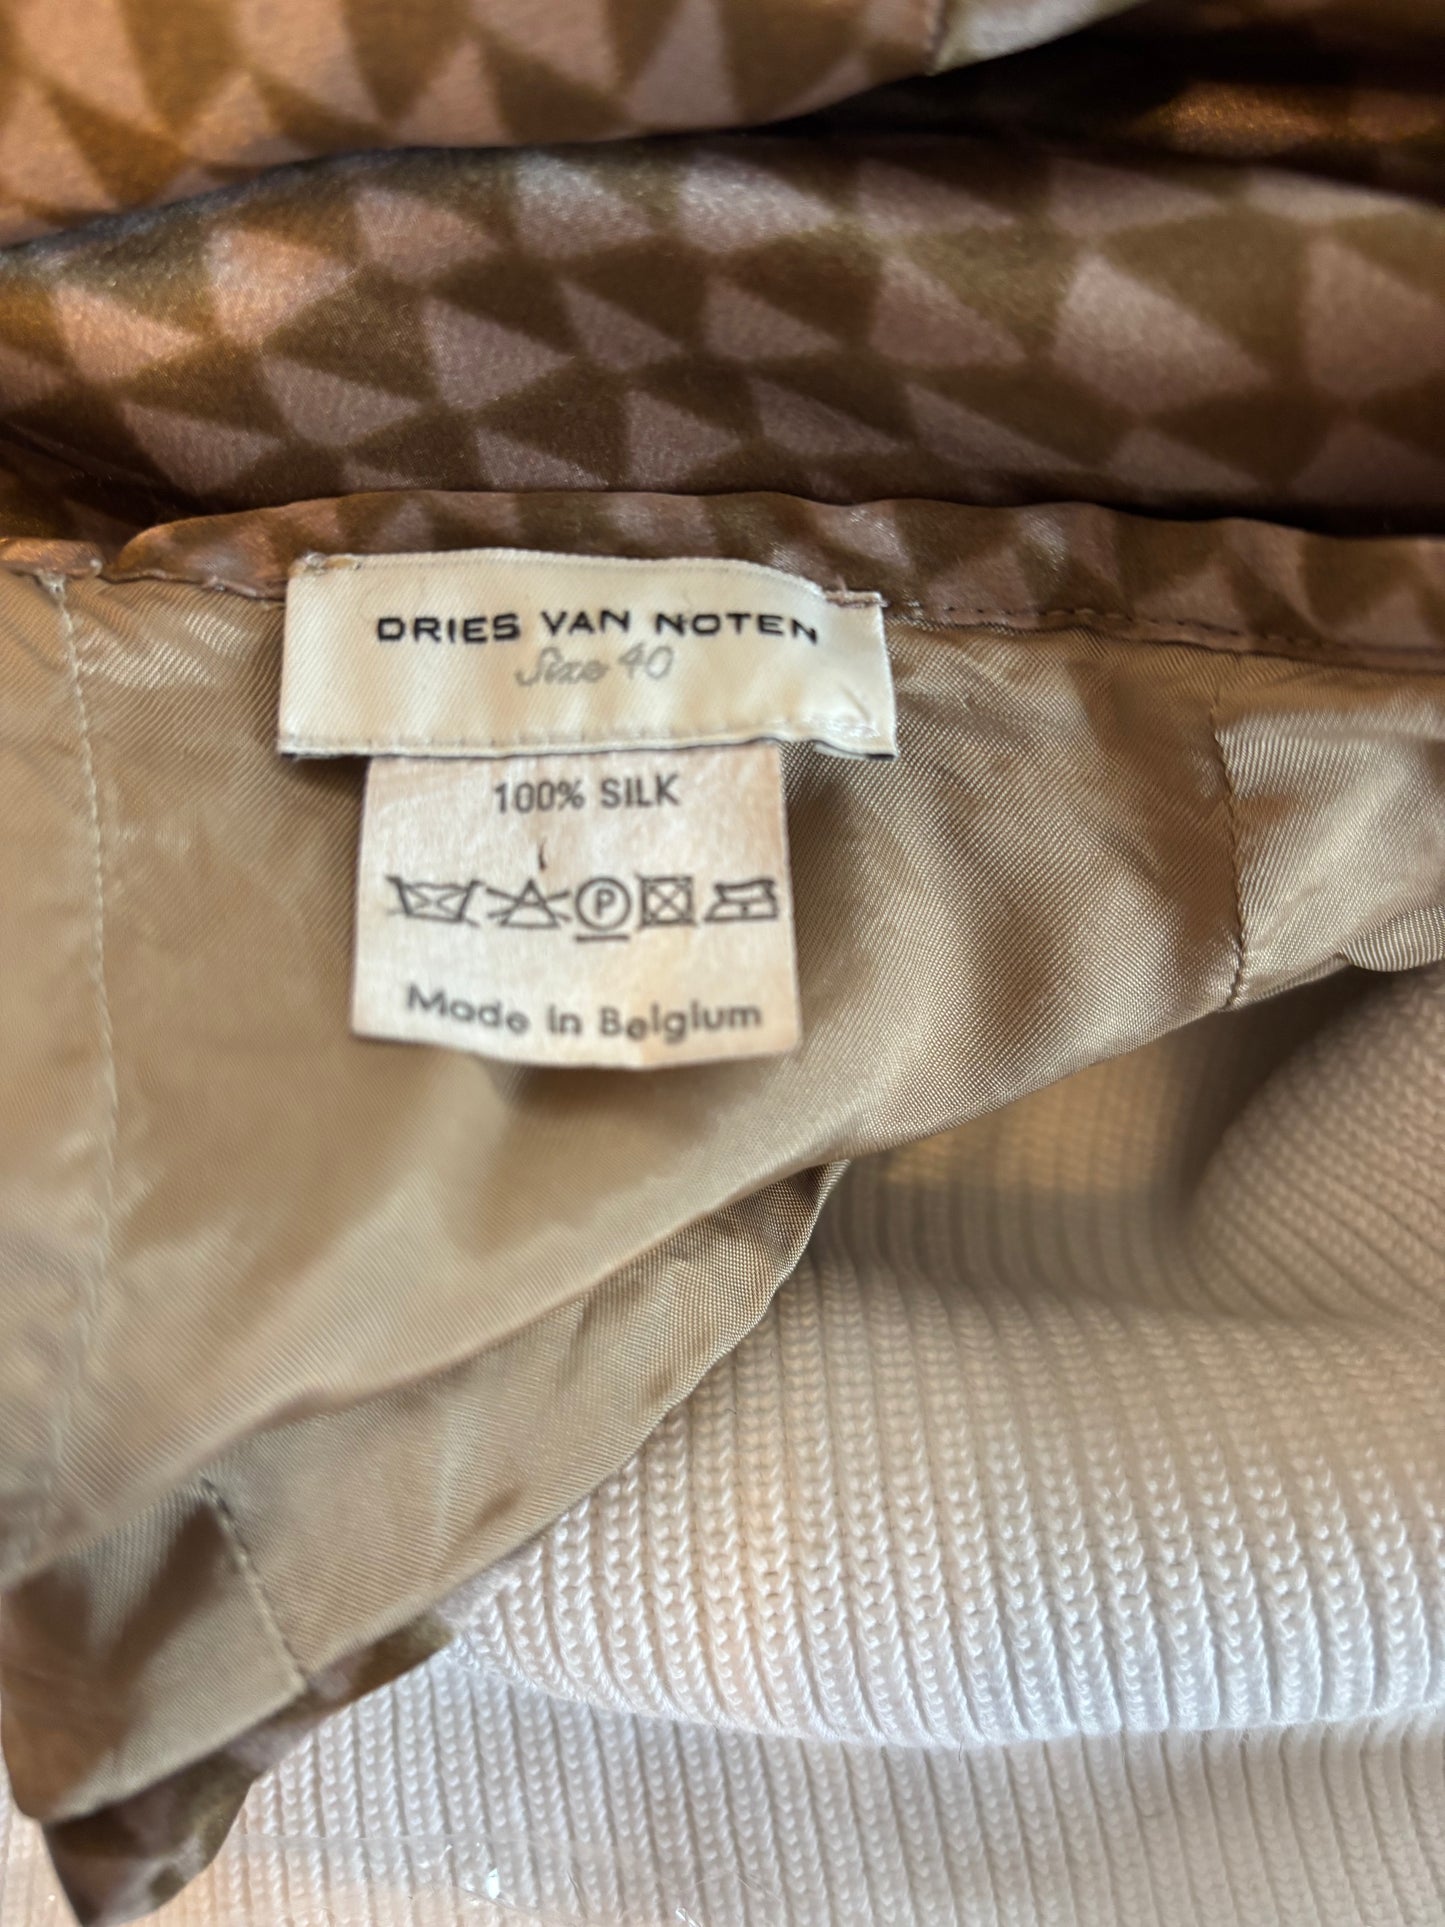 DRIES VAN NOTEN
Size 40
100% SILK
P
Made in Belgium